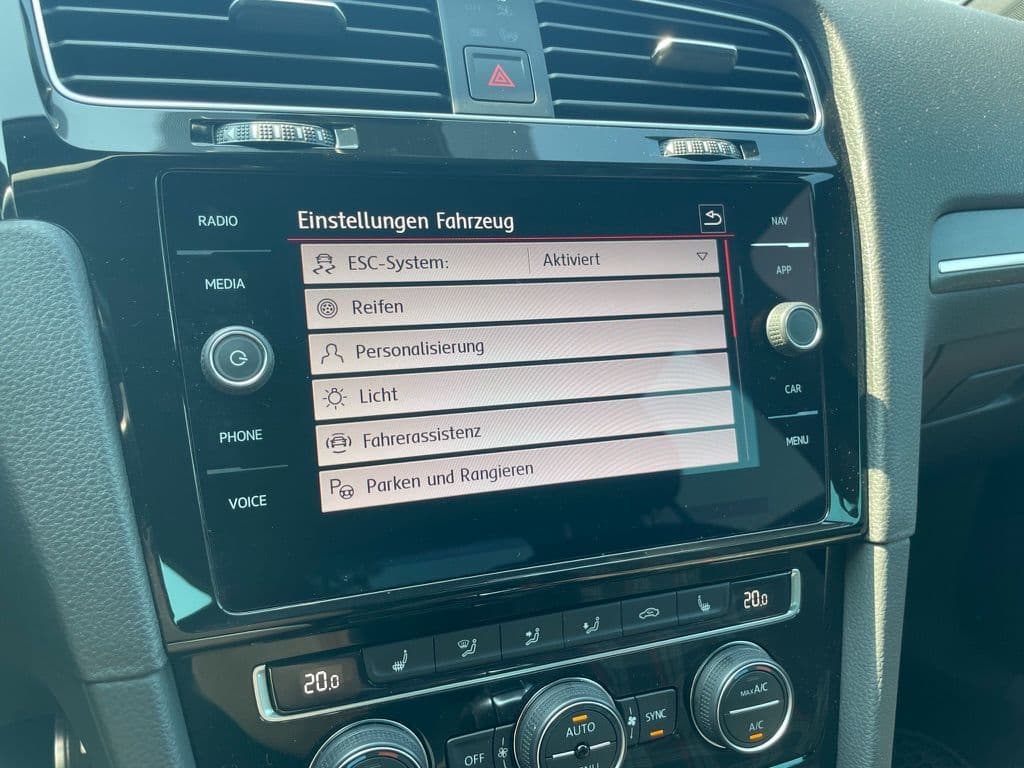 RADIO
MEDIA
PHONE
VOICE
Einstellungen Fahrzeug
ESC-System: Aktiviert
Reifen
Personalisierung
Licht
Fahrerassistenz
Parken und Rangieren
NAV
APP
CAR
MENU
20.0
20.0
OFF
AUTO
MENU
SYNC
MAX A/C
A/C